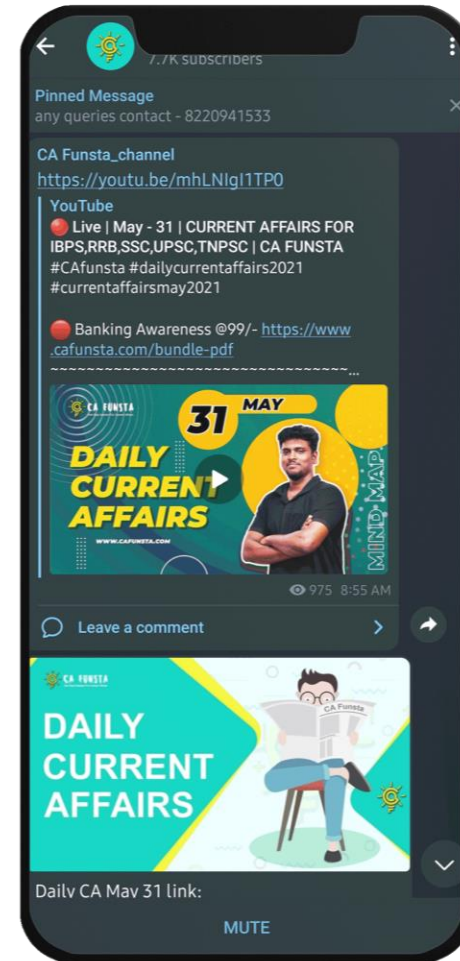 7.7K subscribers
Pinned Message
any queries contact - 8220941533
CA Funsta_channel
https://youtu.be/mhLNIgI1TP0
YouTube
🔴 Live | May - 31 | CURRENT AFFAIRS FOR
IBPS,RRB,SSC,UPSC,TNPSC | CA FUNSTA
#CAfunsta #dailycurrentaffairs2021
#currentaffairsmay2021
🔴 Banking Awareness @99/- https://www
.cafunsta.com/bundle-pdf
~~~~~~~~~~~~~~~~~~~~~~~~~~~~~~~~~...
CA FUNSTA
31 MAY
DAILY
CURRENT
AFFAIRS
WWW.CAFUNSTA.COM
MIND MAP
975 8:55 AM
Leave a comment
CA FUNSTA
CA Funsta
DAILY
CURRENT
AFFAIRS
Daily CA May 31 link:
MUTE